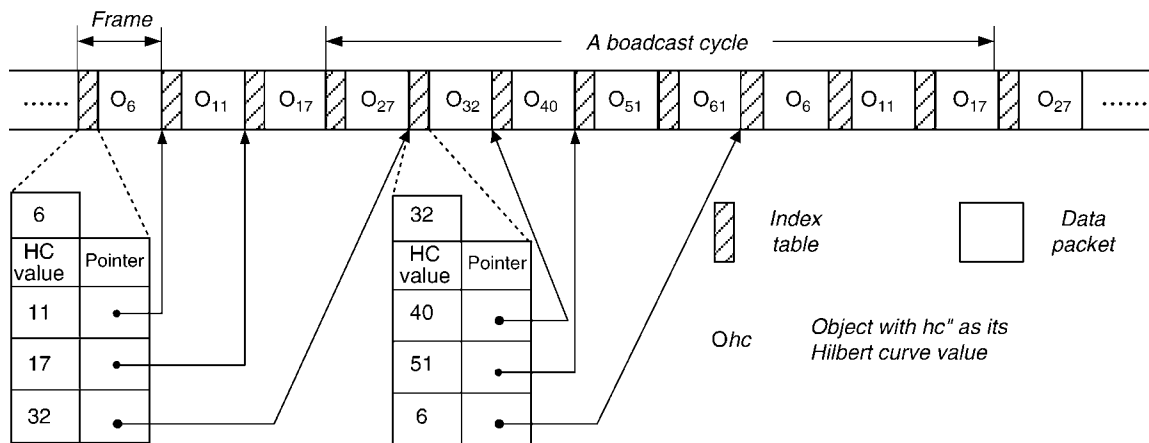 Frame
A boadcast cycle
...... O6 O11 O17 O27 O32 O40 O51 O61 O6 O11 O17 O27 ......
6
HC value Pointer
11
17
32
32
HC value Pointer
40
51
6
Index table
Data packet
Ohc
Object with hc" as its
Hilbert curve value